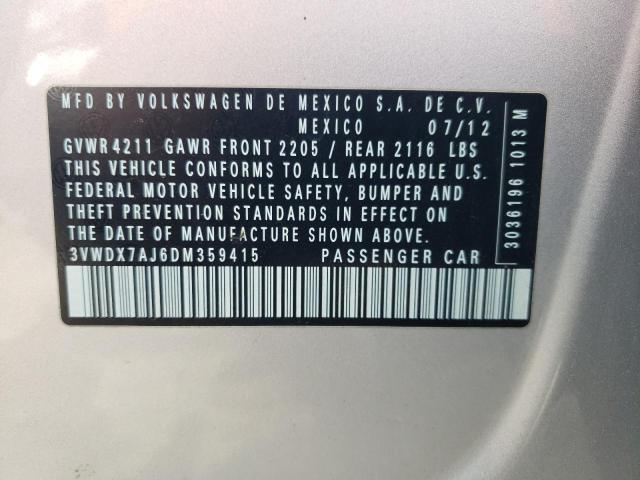 MFD BY VOLKSWAGEN DE MEXICO S.A. DE C.V.
MEXICO 07/12
GVWR 4211 GAWR FRONT 2205 / REAR 2116 LBS
THIS VEHICLE CONFORMS TO ALL APPLICABLE U.S.
FEDERAL MOTOR VEHICLE SAFETY, BUMPER AND
THEFT PREVENTION STANDARDS IN EFFECT ON
THE DATE OF MANUFACTURE SHOWN ABOVE.
3VWDX7AJ6DM359415 PASSENGER CAR
3036196 1013 M